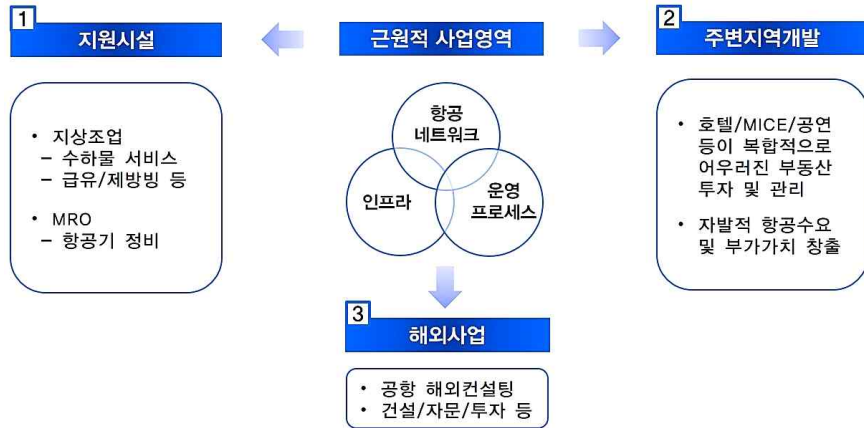 1
지원시설
근원적 사업영역
2
주변지역개발
• 지상조업
– 수하물 서비스
– 급유/제방빙 등
• MRO
– 항공기 정비
항공
네트워크
인프라
운영
프로세스
• 호텔/MICE/공연
등이 복합적으로
어우러진 부동산
투자 및 관리
• 자발적 항공수요
및 부가가치 창출
3
해외사업
• 공항 해외컨설팅
• 건설/자문/투자 등